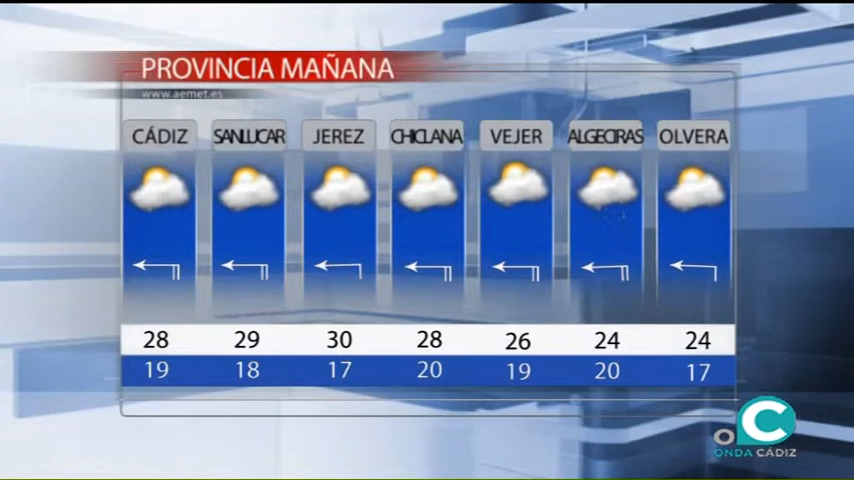 PROVINCIA MAÑANA
www.aemet.es
CÁDIZ SANLUCAR JEREZ CHICLANA VEJER ALGECIRAS OLVERA
28 29 30 28 26 24 24
19 18 17 20 19 20 17
ONDA CÁDIZ